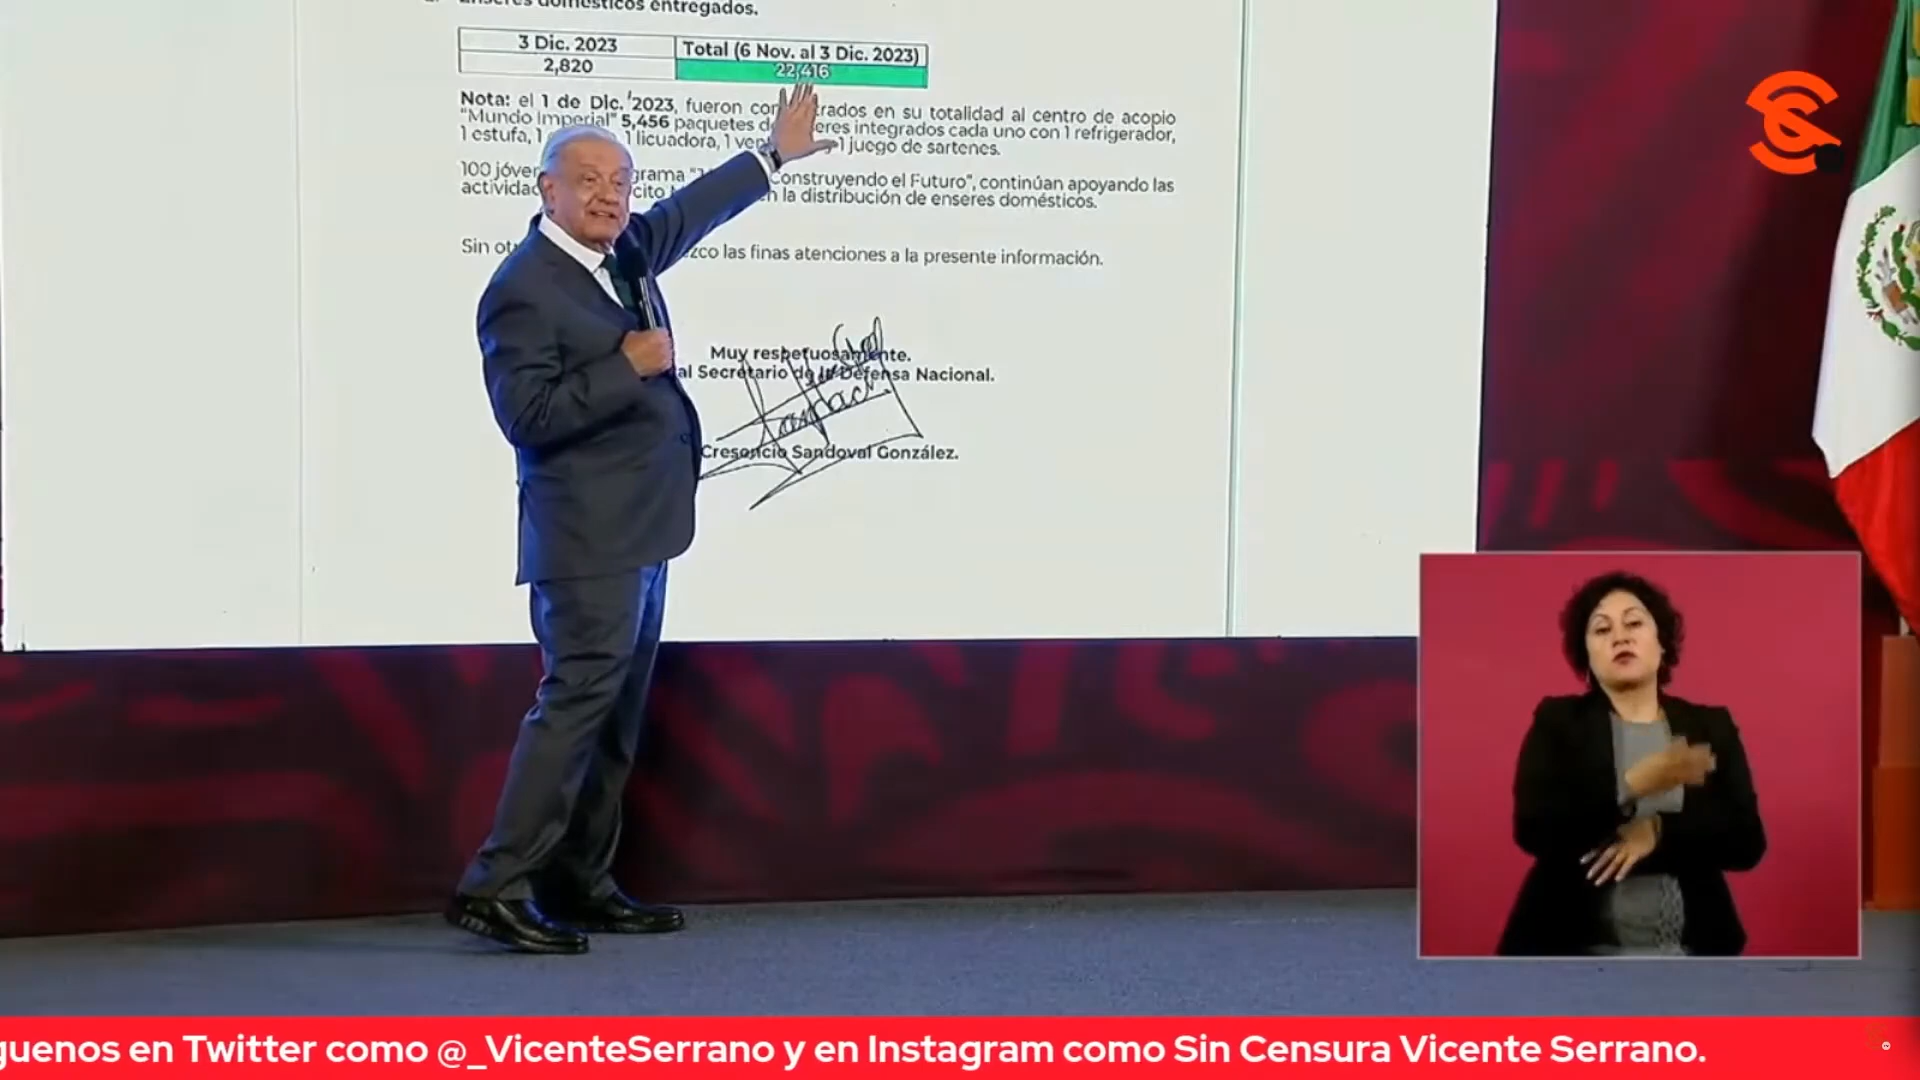 Enseres domésticos entregados.
3 Dic. 2023 Total (6 Nov. al 3 Dic. 2023)
2,820 22,416
Nota: el 1 de Dic. 2023, fueron con trados en su totalidad al centro de acopio
"Mundo Imperial" 5,456 paquetes d eres integrados cada uno con 1 refrigerador,
1 estufa, 1 1 licuadora, 1 ven 1 juego de sartenes.
100 jóve grama Construyendo el Futuro", continúan apoyando las
activida cito n la distribución de enseres domésticos.
Sin ot zco las finas atenciones a la presente información.
Muy respetuosamente.
al Secretario de la Defensa Nacional.
Cresencio Sandoval González.
guenos en Twitter como @_VicenteSerrano y en Instagram como Sin Censura Vicente Serrano.